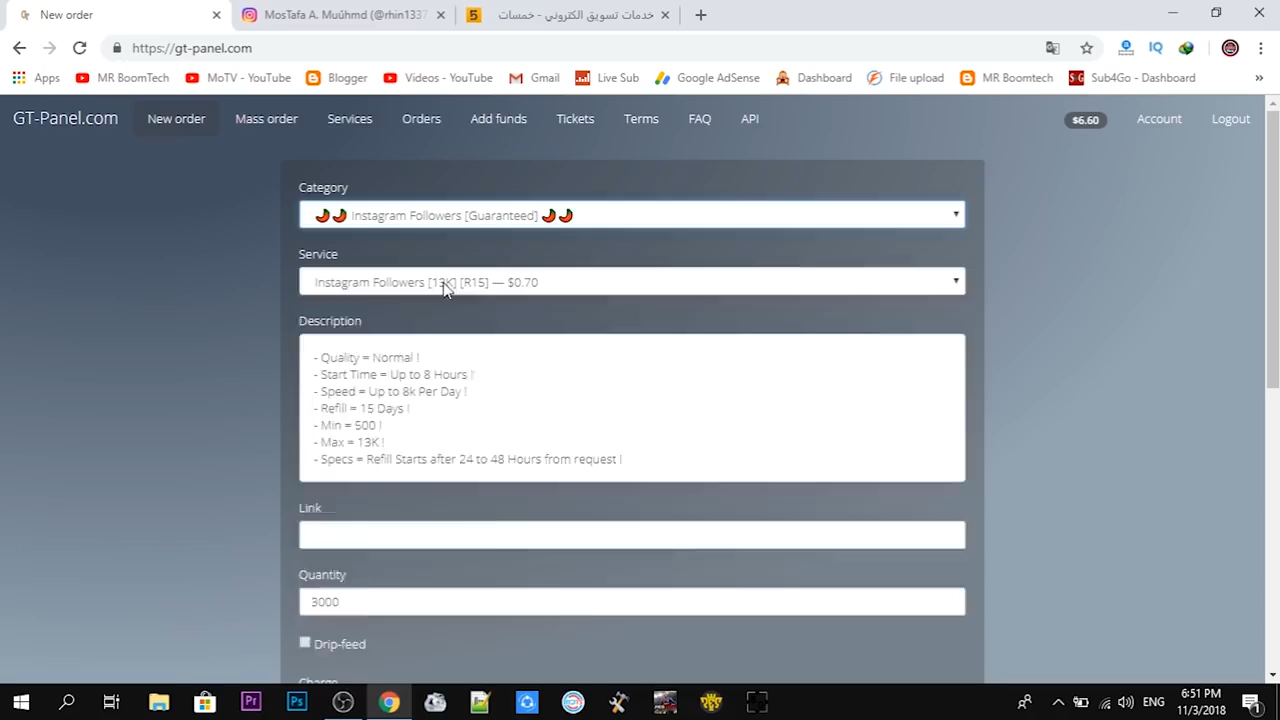 New order
MosTafa A. Muúhmd (@rhin1337
خدمات تسويق الكتروني - خمسات
https://gt-panel.com
Apps MR BoomTech MoTV - YouTube Blogger Videos - YouTube Gmail Live Sub Google AdSense Dashboard File upload MR Boomtech Sub4Go - Dashboard »
GT-Panel.com New order Mass order Services Orders Add funds Tickets Terms FAQ API $6.60 Account Logout
Category
Instagram Followers [Guaranteed]
Service
Instagram Followers [13K] [R15] — $0.70
Description
- Quality = Normal !
- Start Time = Up to 8 Hours !
- Speed = Up to 8k Per Day !
- Refill = 15 Days !
- Min = 500 !
- Max = 13K !
- Specs = Refill Starts after 24 to 48 Hours from request !
Link
Quantity
3000
Drip-feed
Charge
ENG
6:51 PM
11/3/2018